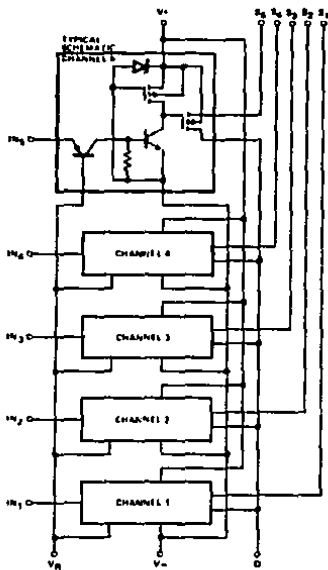 V+
S5 S4 S3 S2 S1
TYPICAL
SCHEMATIC
CHANNEL 5
IN5
IN4
CHANNEL 4
IN3
CHANNEL 3
IN2
CHANNEL 2
IN1
CHANNEL 1
VR
V-
D